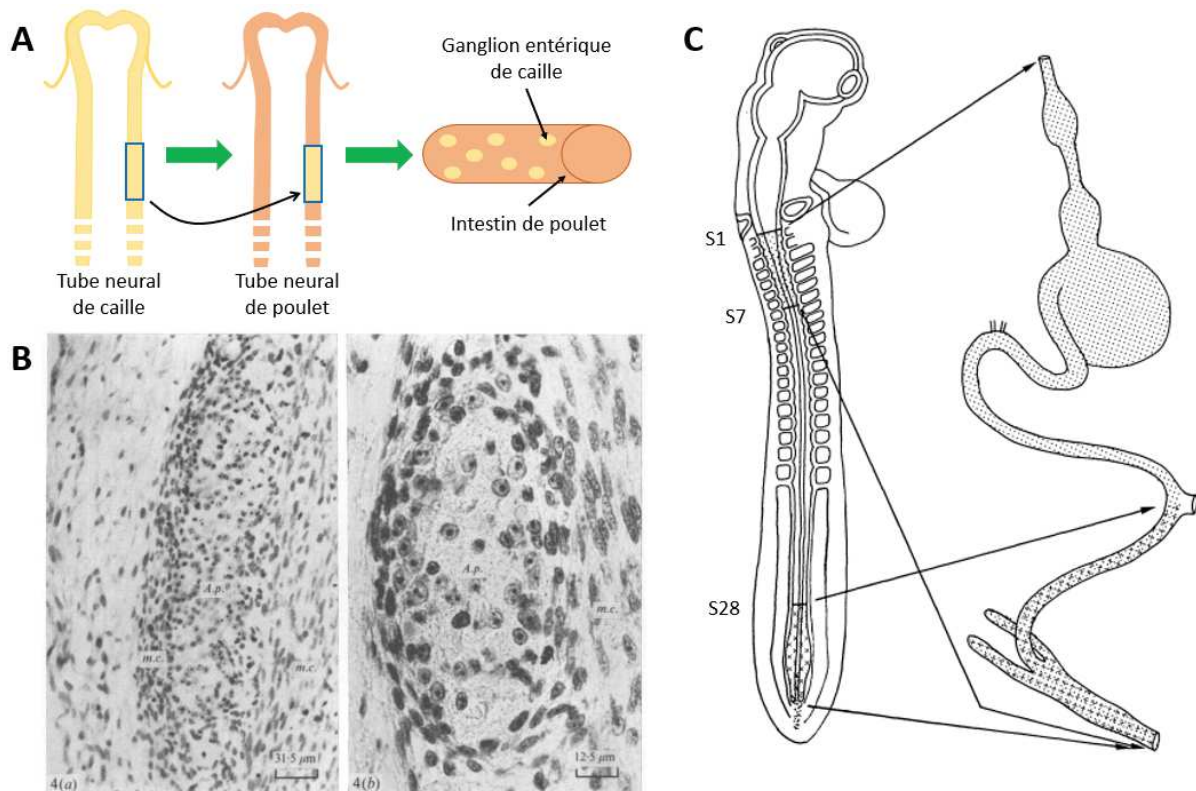 A
Ganglion entérique
de caille
Intestin de poulet
Tube neural
de caille
Tube neural
de poulet
B
A.p.
m.c.
m.c.
31·5 μm
4(a)
A.p.
m.c.
12·5 μm
4(b)
C
S1
S7
S28